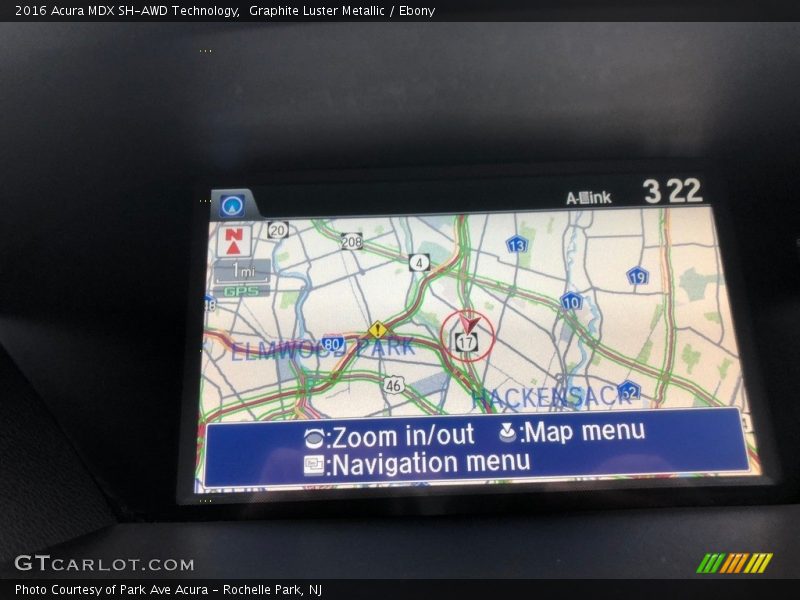 2016 Acura MDX SH-AWD Technology,  Graphite Luster Metallic / Ebony
A-Link 3 22
N
20
208
4
13
1mi
GPS
19
10
80
17
ELMWOOD PARK
46
HACKENSACK
62
:Zoom in/out :Map menu
:Navigation menu
GTCARLOT.COM
Photo Courtesy of Park Ave Acura - Rochelle Park, NJ